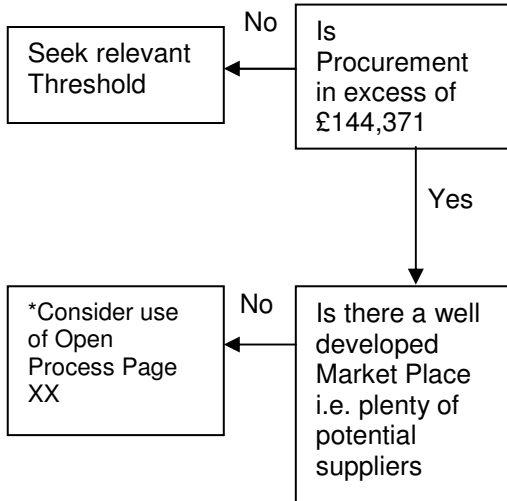 Is
Procurement
in excess of
£144,371
No
Seek relevant
Threshold
Yes
Is there a well
developed
Market Place
i.e. plenty of
potential
suppliers
No
*Consider use
of Open
Process Page
XX